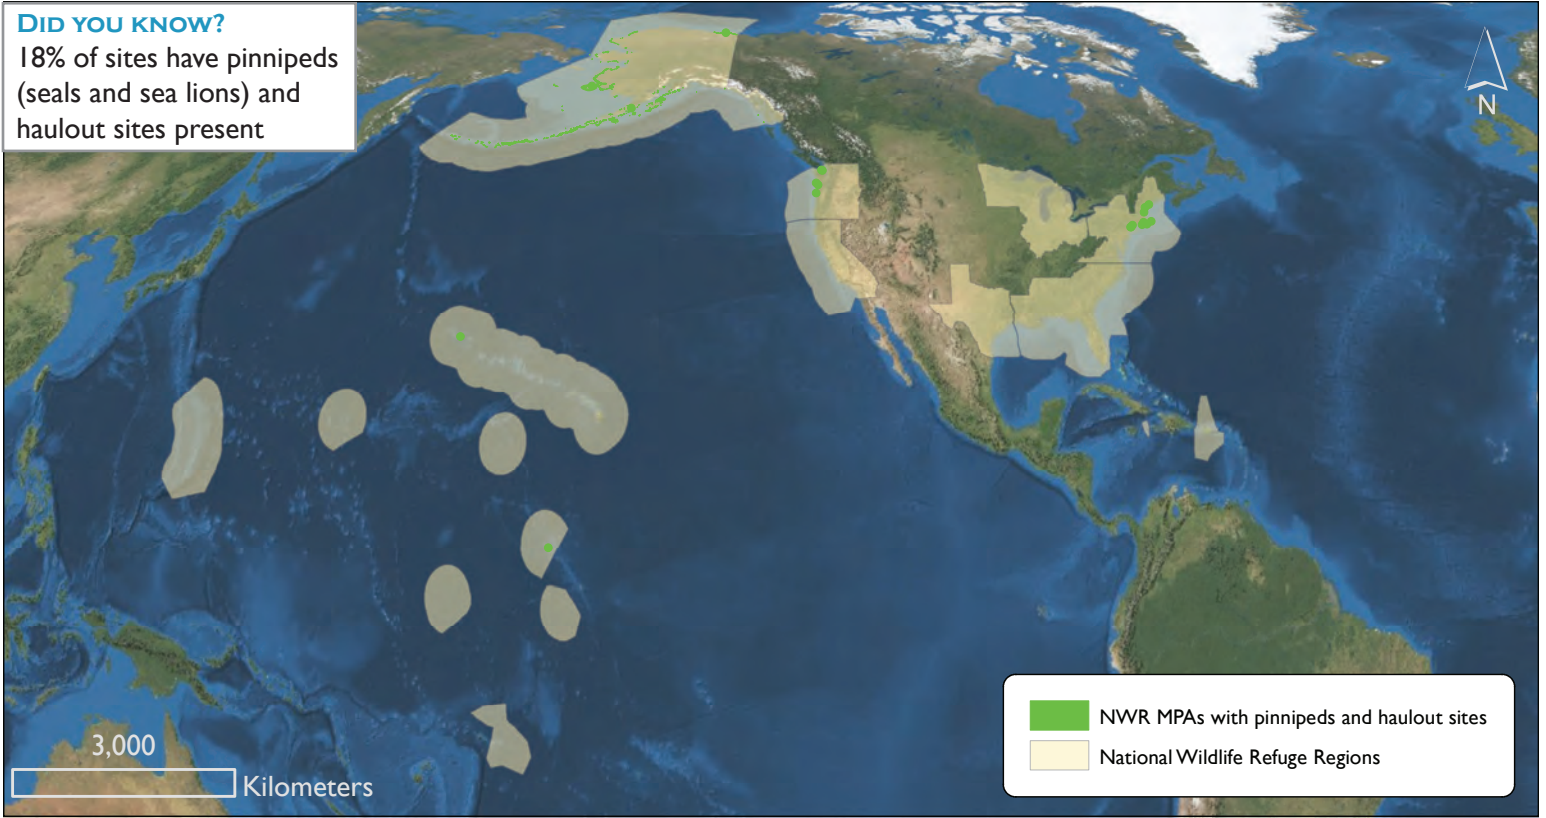 DID YOU KNOW?
18% of sites have pinnipeds
(seals and sea lions) and
haulout sites present
N
NWR MPAs with pinnipeds and haulout sites
National Wildlife Refuge Regions
3,000
Kilometers